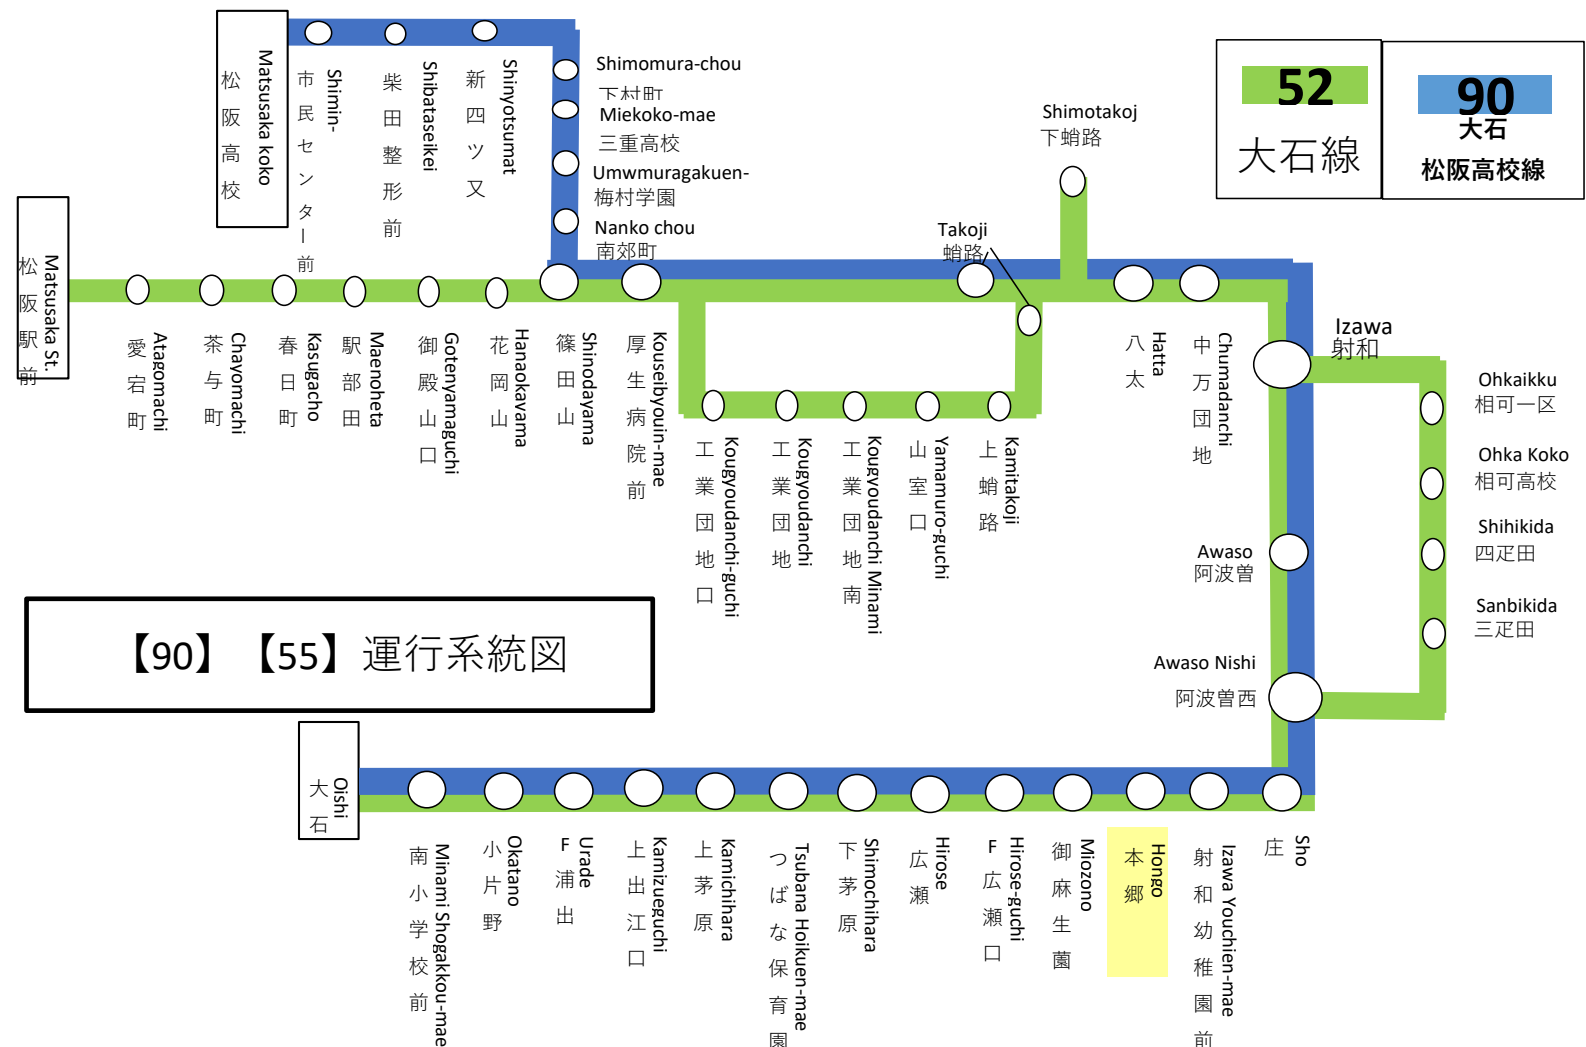 Matsusaka koko
松阪高校
Shimin-
市民センター前
Shibataseikei
柴田整形前
Shinyotsumat
新四ツ又
Shimomura-chou
下村町
Miekoko-mae
三重高校
Umwmuragakuen-
梅村学園
Nanko chou
南郊町
Shimotakoj
下蛸路
Takoji
蛸路
52
大石線
90
大石
松阪高校線
Matsusaka St.
松阪駅前
Atagomachi
愛宕町
Chayomachi
茶与町
Kasugacho
春日町
Maenoheta
駅部田
Gotenyamaguchi
御殿山口
Hanaokayama
花岡山
Shinodayama
篠田山
Kouseibyouin-mae
厚生病院前
Kougyoudanchi-guchi
工業団地口
Kougyoudanchi
工業団地
Kougyoudanchi Minami
工業団地南
Yamamuro-guchi
山室口
Kamitakoji
上蛸路
Hatta
八太
Chumadanchi
中万団地
Izawa
射和
Ohkaikku
相可一区
Ohka Koko
相可高校
Shihikida
四疋田
Sanbikida
三疋田
Awaso
阿波曽
Awaso Nishi
阿波曽西
【90】【55】運行系統図
Oishi
大石
Minami Shogakkou-mae
南小学校前
Okatano
小片野
Urade
F浦出
Kamizueguchi
上出江口
Kamichihara
上茅原
Tsubana Hoikuen-mae
つばな保育園
Shimochihara
下茅原
Hirose
広瀬
Hirose-guchi
F広瀬口
Miozono
御麻生薗
Hongo
本郷
Izawa Youchien-mae
射和幼稚園前
Sho
庄